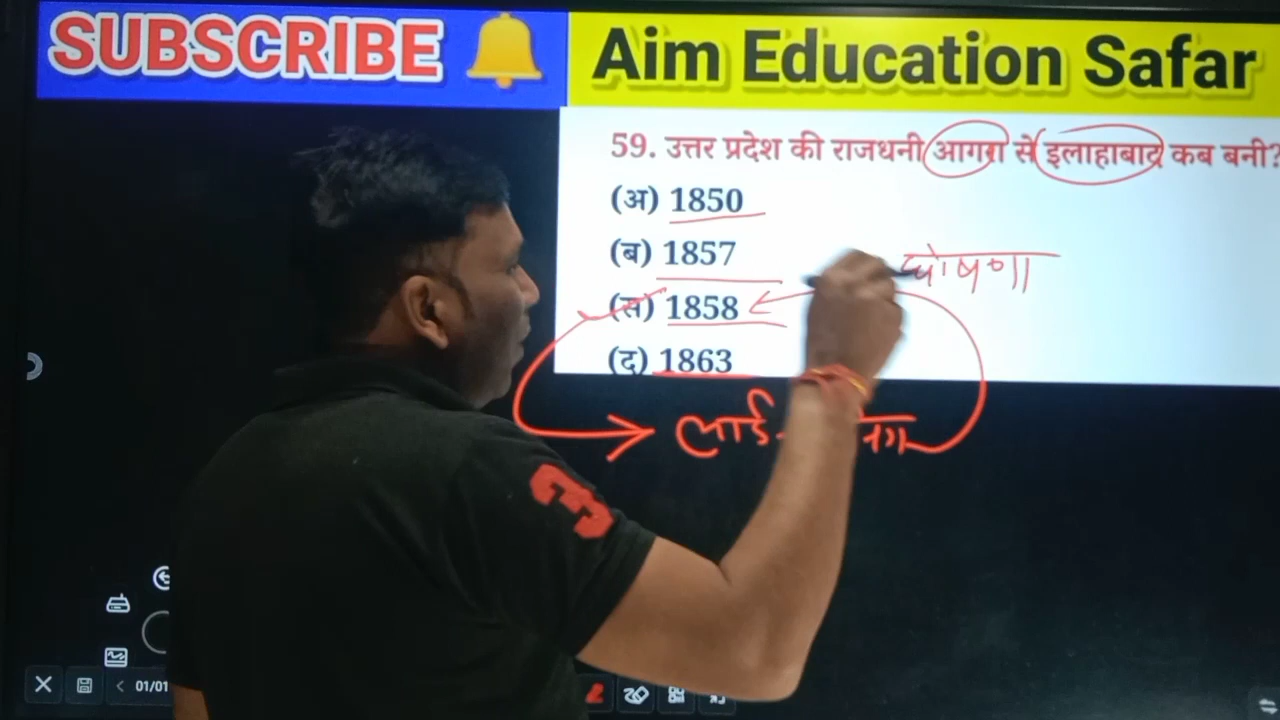 SUBSCRIBE
Aim Education Safar
59. उत्तर प्रदेश की राजधनी आगरा से इलाहाबाद कब बनी?
(अ) 1850
(ब) 1857
घोषणा
(स) 1858
(द) 1863
लार्ड
3
01/01